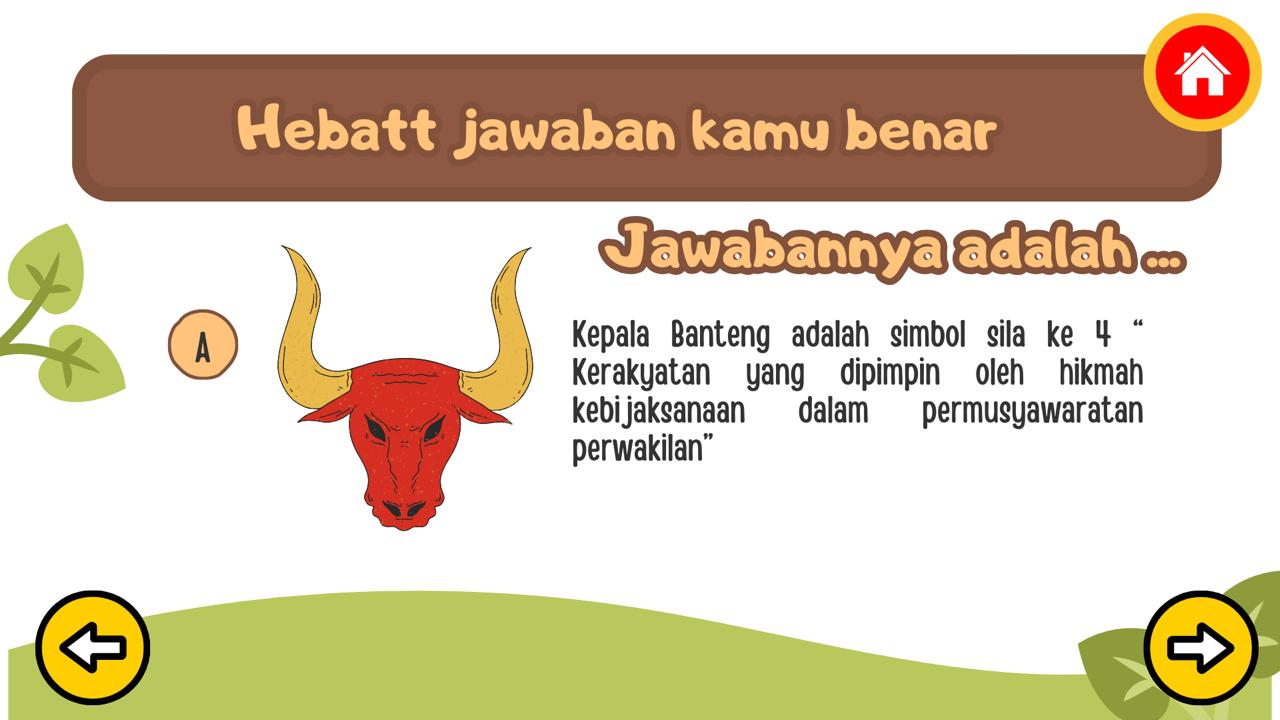 Hebatt jawaban kamu benar
Jawabannya adalah ...
A
Kepala Banteng adalah simbol sila ke 4 “
Kerakyatan yang dipimpin oleh hikmah
kebijaksanaan dalam permusyawaratan
perwakilan”